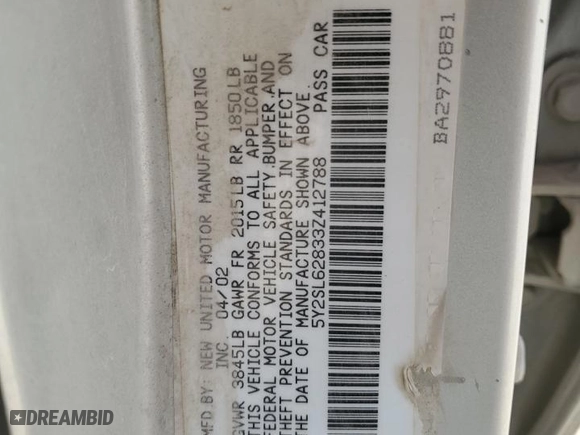 MFD BY: NEW UNITED MOTOR MANUFACTURING
INC. 04/02
GVWR 3845LB GAWR FR 2015LB RR 1850LB
THIS VEHICLE CONFORMS TO ALL APPLICABLE
FEDERAL MOTOR VEHICLE SAFETY,BUMPER,AND
THEFT PREVENTION STANDARDS IN EFFECT ON
THE DATE OF MANUFACTURE SHOWN ABOVE.
5Y2SL62833Z412788 PASS CAR
BA2970881
DREAMBID